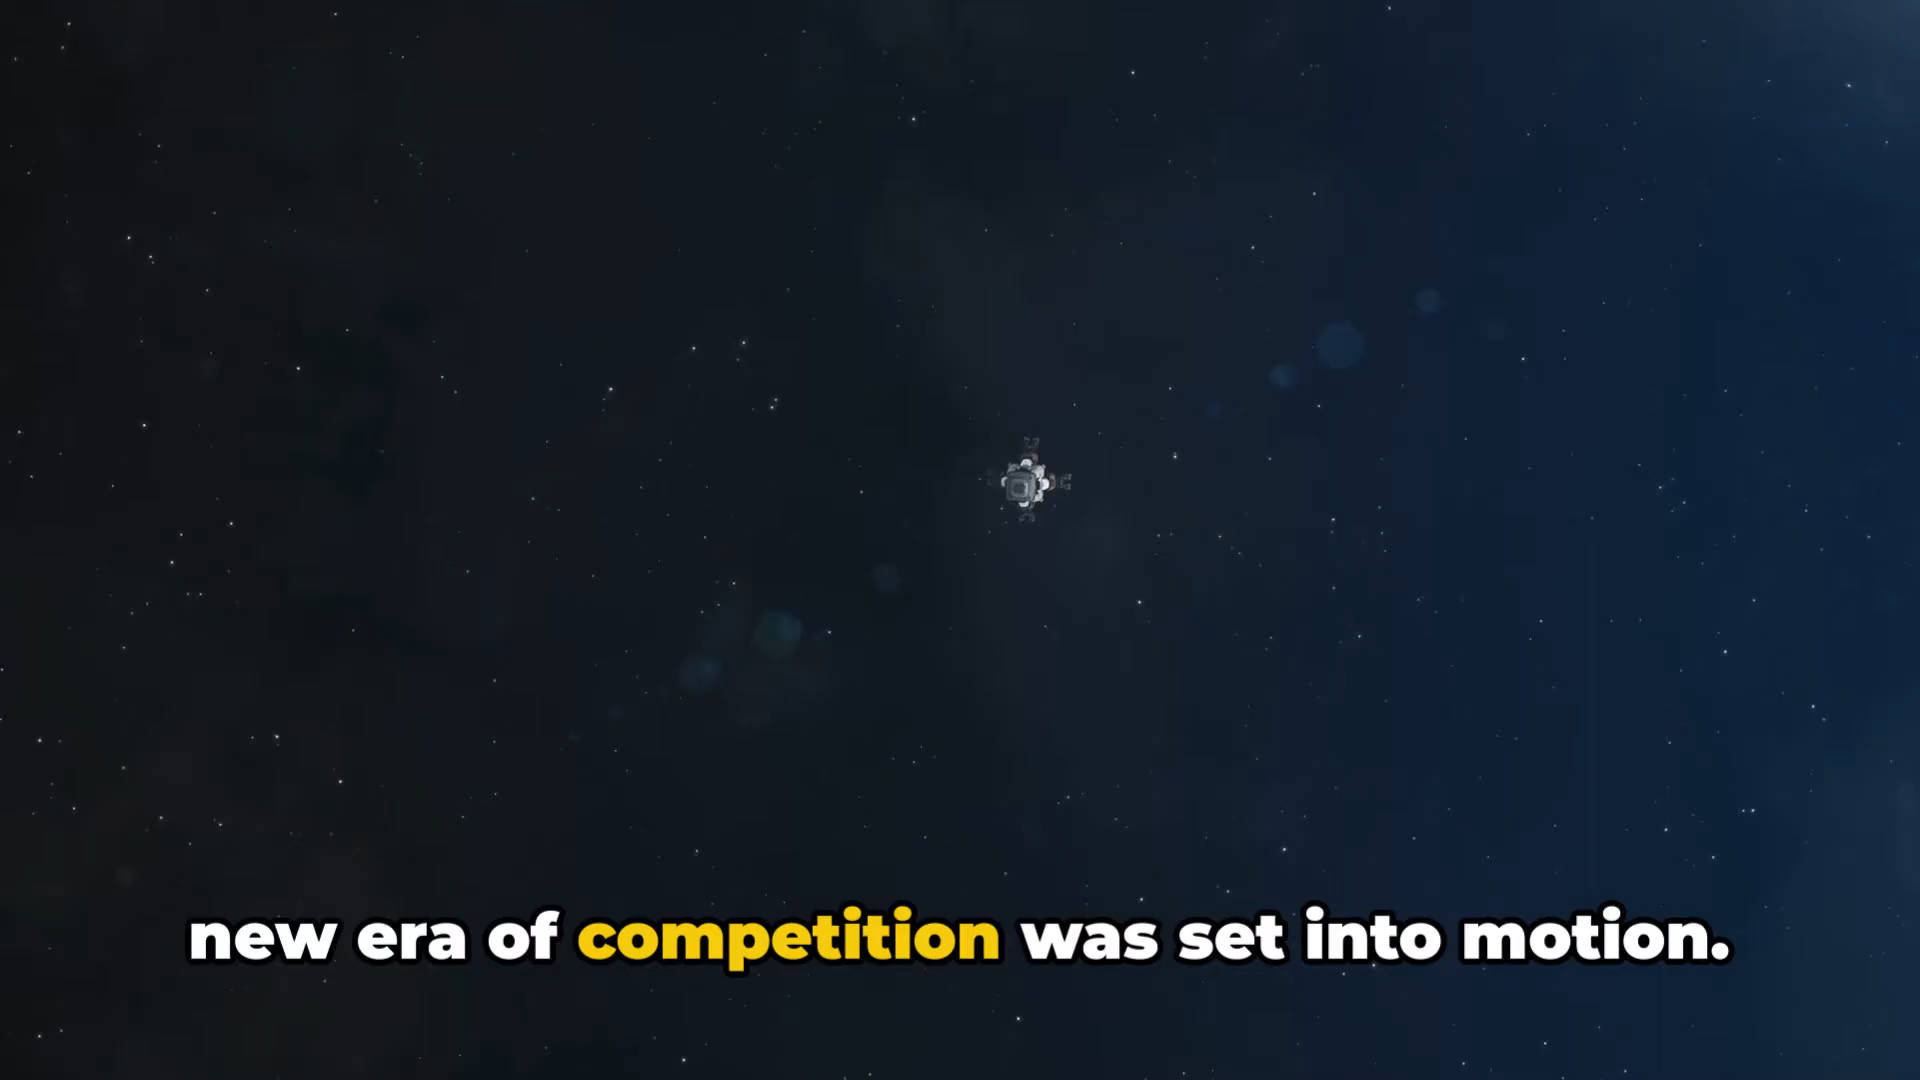 new era of competition was set into motion.